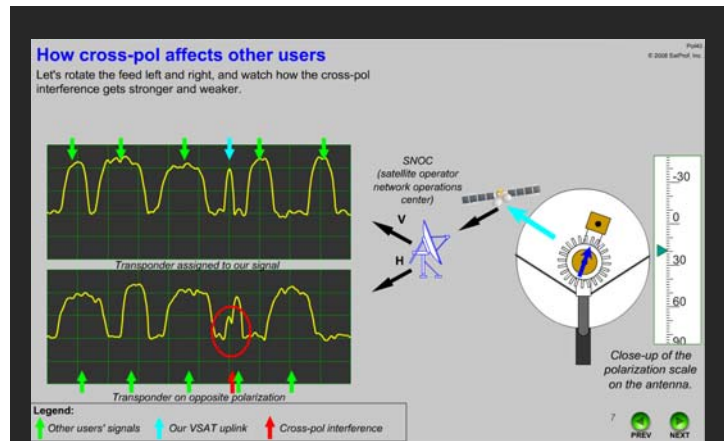 How cross-pol affects other users
Pol40
© 2008 SatProf, Inc.
Let's rotate the feed left and right, and watch how the cross-pol
interference gets stronger and weaker.
SNOC
(satellite operator
network operations
center)
V
H
-30
0
30
60
90
Transponder assigned to our signal
Transponder on opposite polarization
Close-up of the
polarization scale
on the antenna.
Legend:
Other users' signals
Our VSAT uplink
Cross-pol interference
7
PREV
NEXT